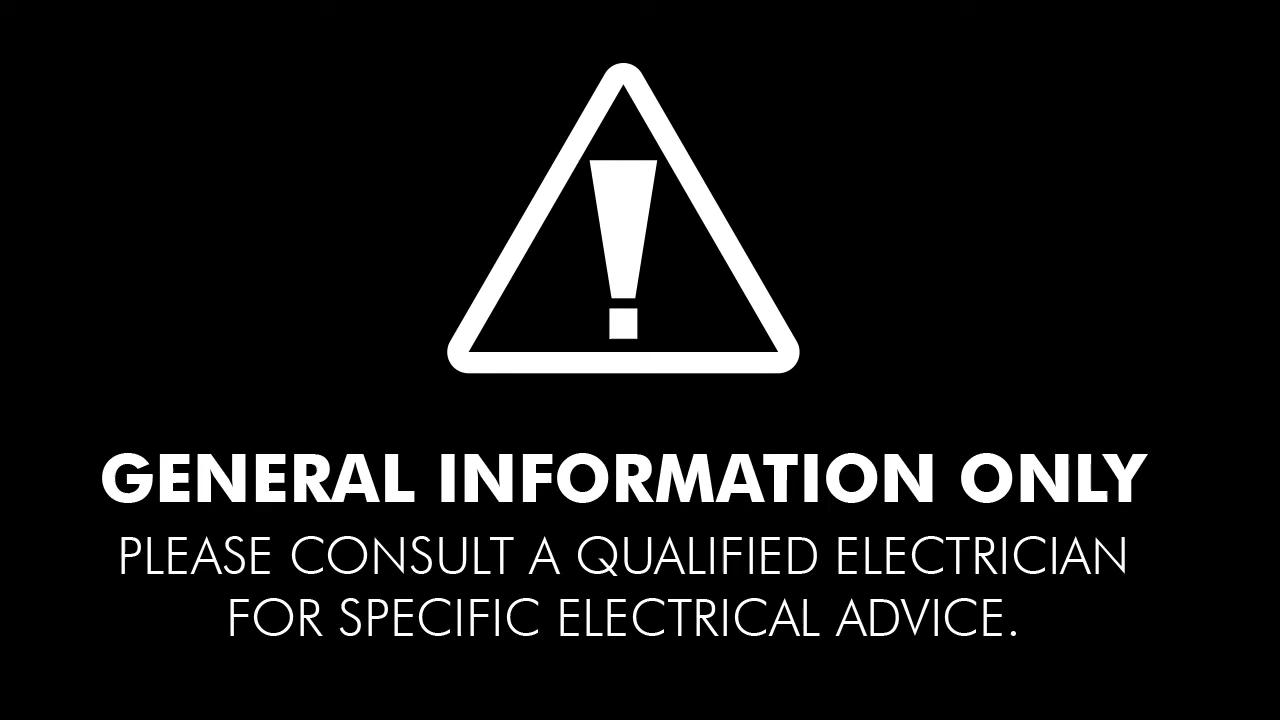 GENERAL INFORMATION ONLY
PLEASE CONSULT A QUALIFIED ELECTRICIAN
FOR SPECIFIC ELECTRICAL ADVICE.